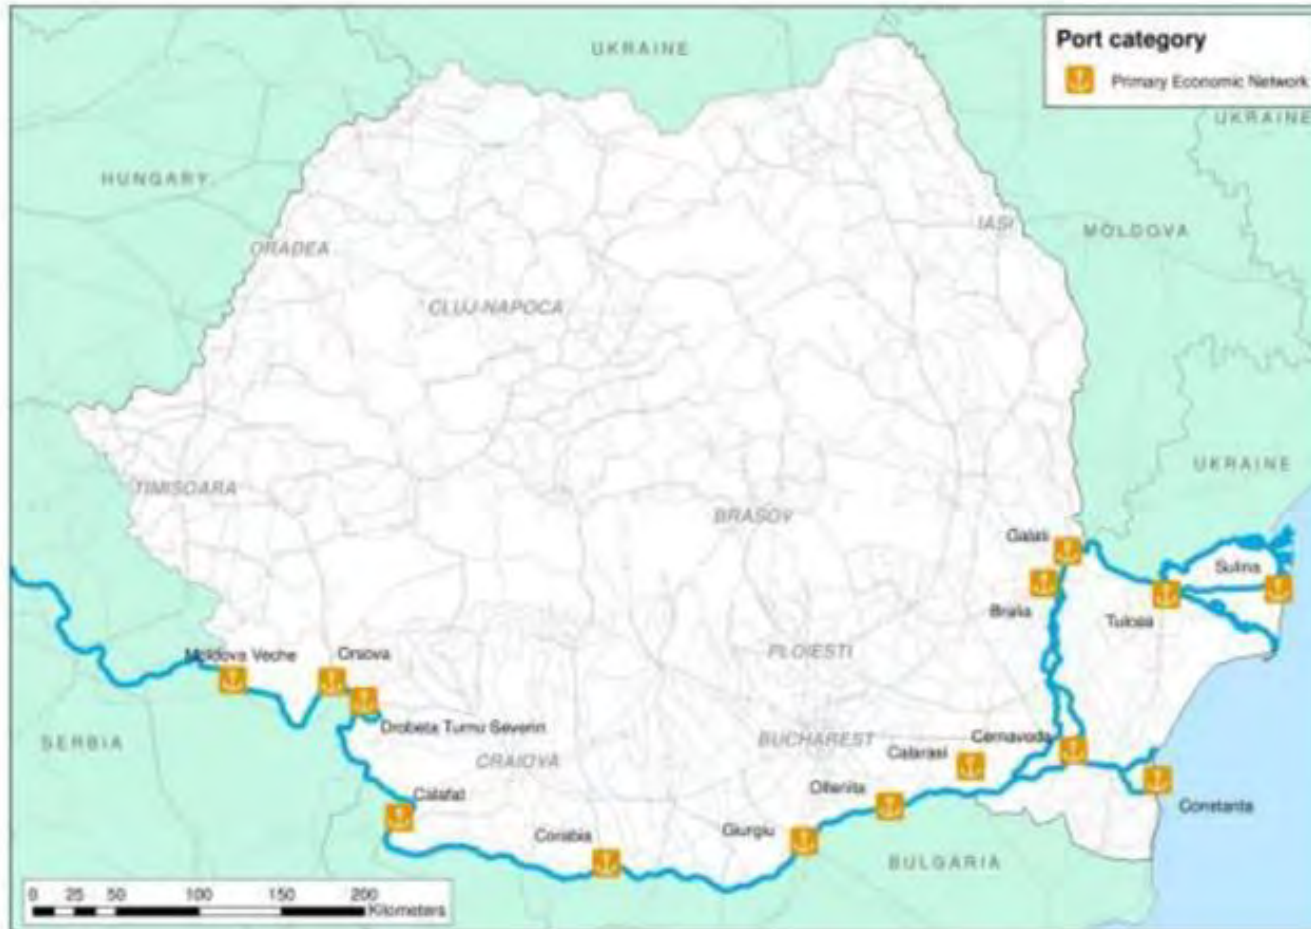 UKRAINE
Port category
Primary Economic Network
UKRAINE
HUNGARY
IASI
MOLDOVA
ORADEA
CLUJ-NAPOCA
UKRAINE
TIMISOARA
BRASOV
Galati
Sulina
Braila
Tulcea
Moldova Veche
Orsova
PLOIESTI
Drobeta Turnu Severin
SERBIA
BUCHAREST
Cernavoda
Calarasi
CRAIOVA
Oltenita
Calafat
Constanta
Corabia
Giurgiu
BULGARIA
0 25 50 100 150 200
Kilometers